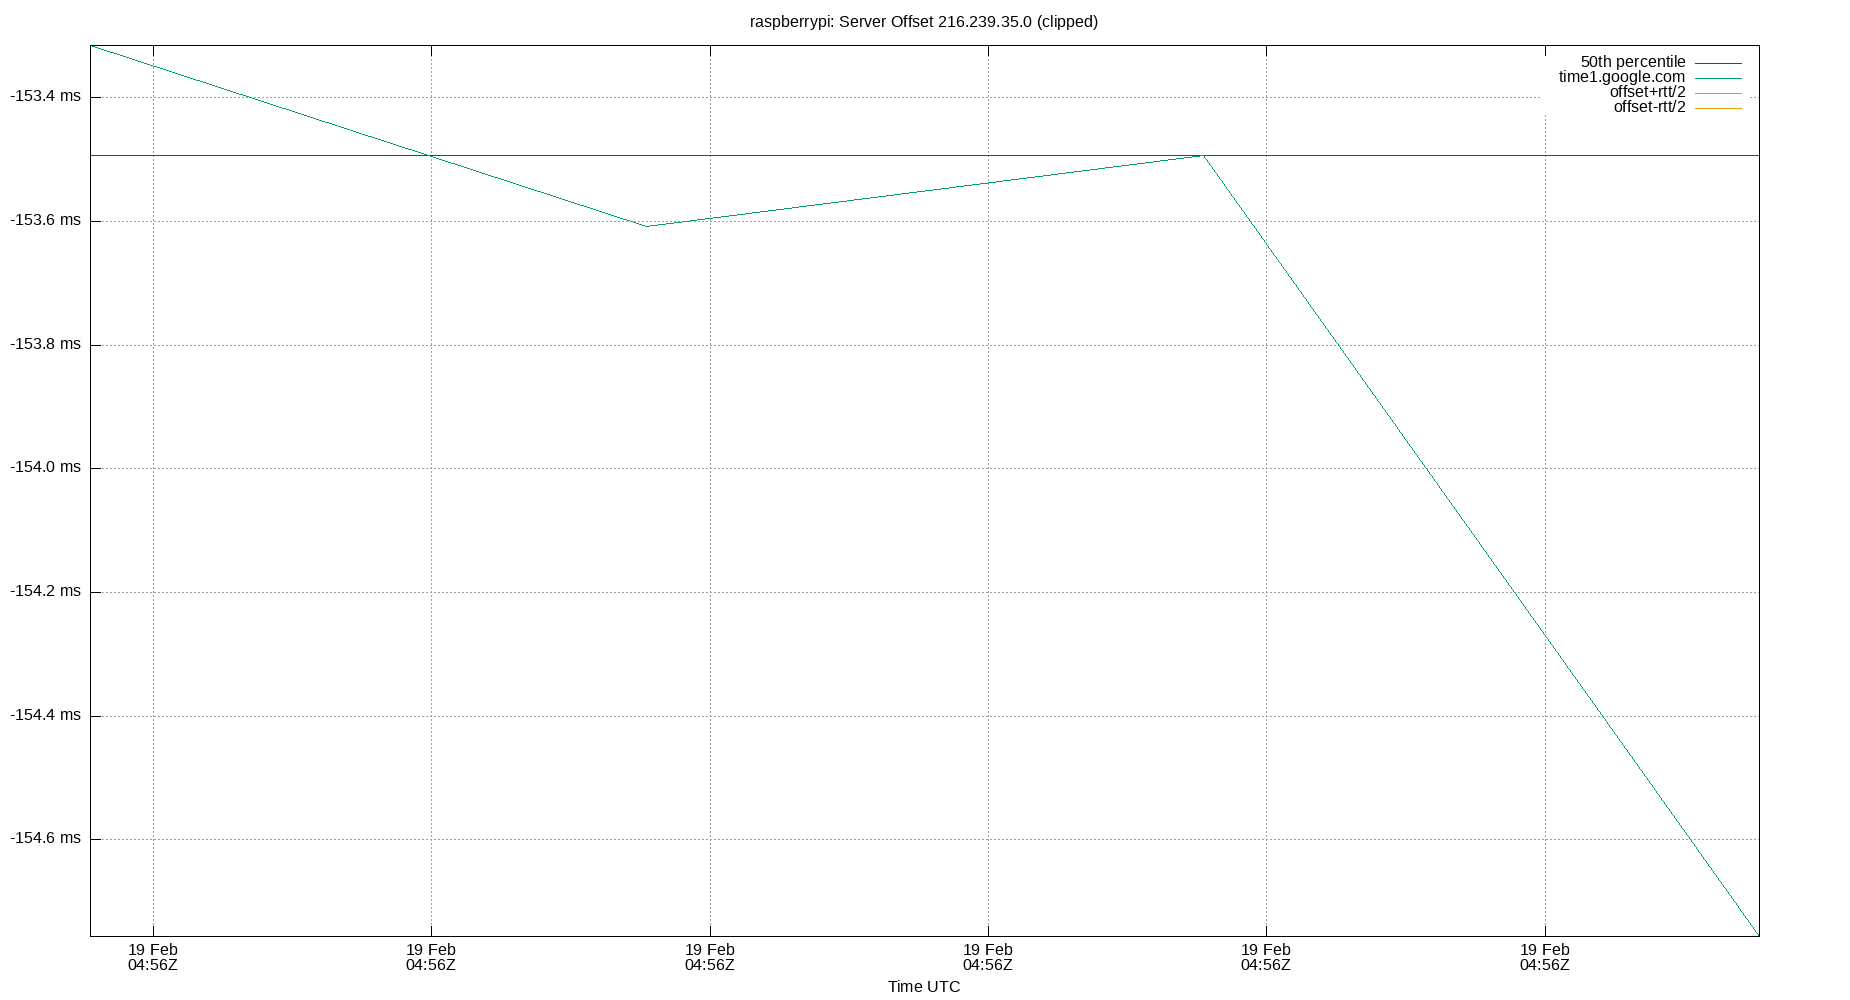 raspberrypi: Server Offset 216.239.35.0 (clipped)
50th percentile
time1.google.com
offset+rtt/2
offset-rtt/2
-153.4 ms
-153.6 ms
-153.8 ms
-154.0 ms
-154.2 ms
-154.4 ms
-154.6 ms
19 Feb 19 Feb 19 Feb 19 Feb 19 Feb 19 Feb
04:56Z 04:56Z 04:56Z 04:56Z 04:56Z 04:56Z
Time UTC